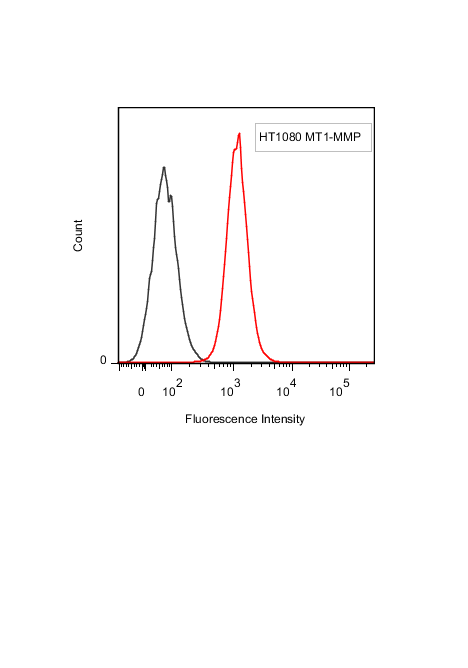 HT1080 MT1-MMP
Count
0
0 10^2 10^3 10^4 10^5
Fluorescence Intensity